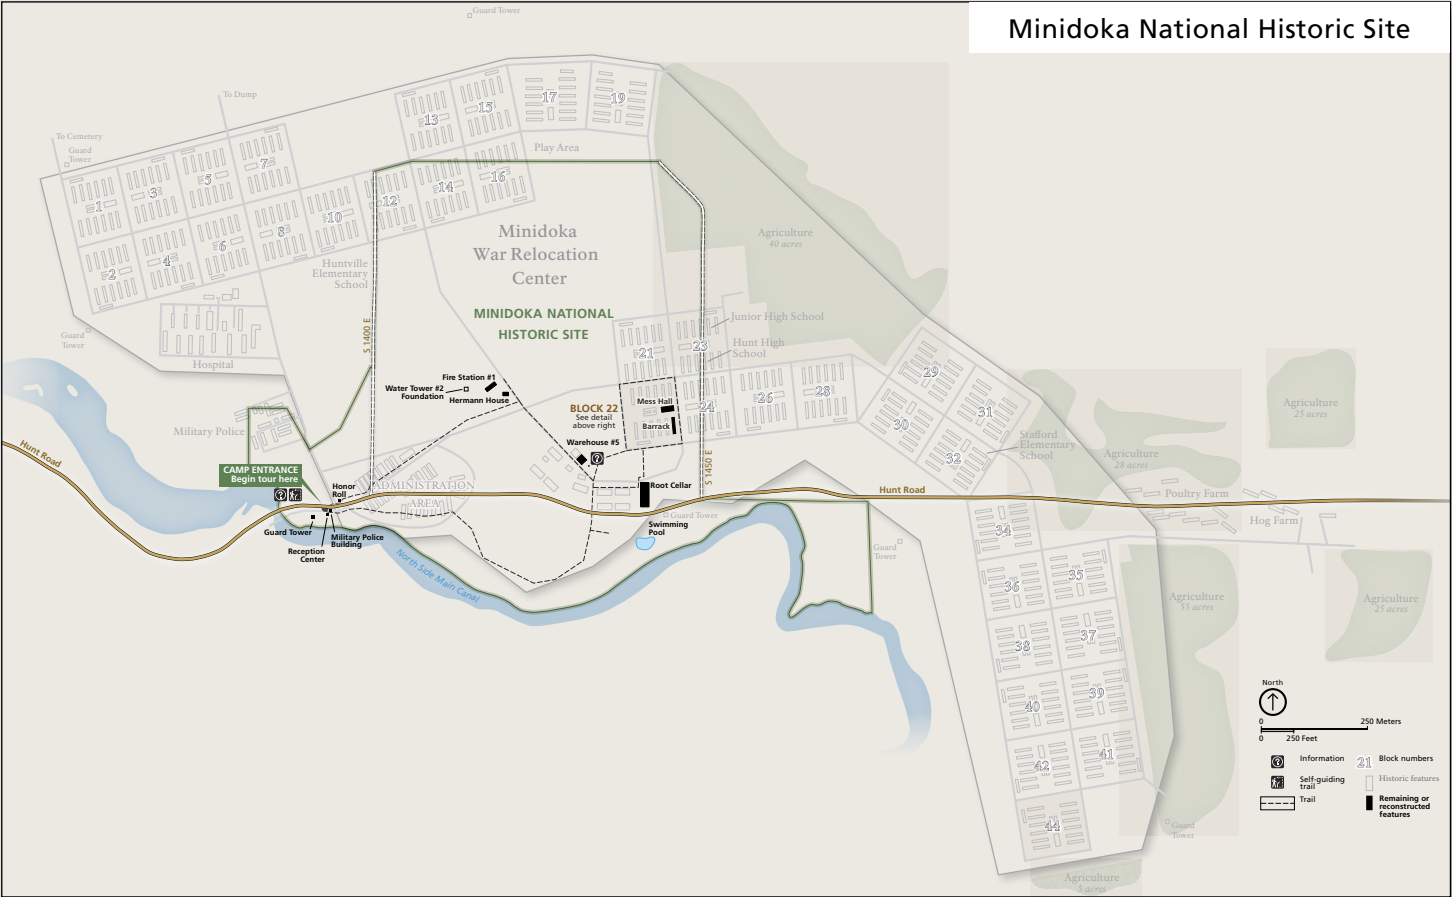 Minidoka National Historic Site
Guard Tower
To Dump
To Cemetery
Guard
Tower
1
2
3
4
5
6
7
8
10
12
13
14
15
16
17
19
Play Area
Huntville
Elementary
School
Hospital
Guard
Tower
Military Police
Minidoka
War Relocation
Center
MINIDOKA NATIONAL
HISTORIC SITE
S 1400 E
Agriculture
40 acres
Junior High School
Hunt High
School
21
23
24
26
28
29
30
31
32
Fire Station #1
Water Tower #2
Foundation
Hermann House
BLOCK 22
See detail
above right
Mess Hall
Barrack
Warehouse #5
S 1450 E
Stafford
Elementary
School
Agriculture
28 acres
Agriculture
25 acres
Hunt Road
CAMP ENTRANCE
Begin tour here
Honor
Roll
ADMINISTRATION
AREA
Root Cellar
Hunt Road
Poultry Farm
Hog Farm
Guard Tower
Military Police
Building
Reception
Center
Guard Tower
Swimming
Pool
North Side Main Canal
Guard
Tower
34
35
36
37
38
39
40
41
42
44
Agriculture
55 acres
Agriculture
25 acres
Guard
Tower
Agriculture
5 acres
North
0
250 Meters
0
250 Feet
Information
21
Block numbers
Self-guiding
trail
Historic features
Trail
Remaining or
reconstructed
features